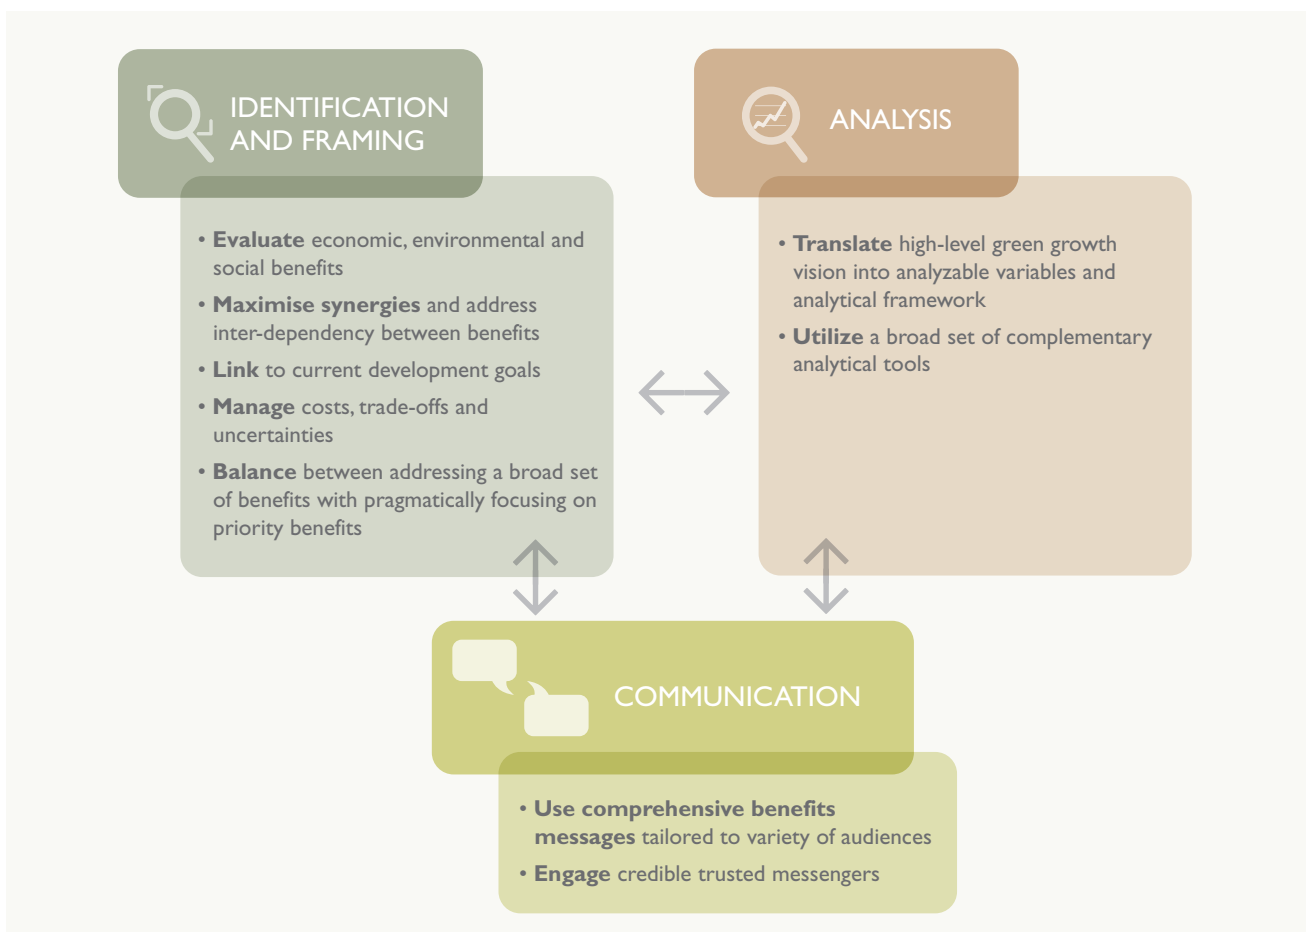 IDENTIFICATION
AND FRAMING
• Evaluate economic, environmental and
social benefits
• Maximise synergies and address
inter-dependency between benefits
• Link to current development goals
• Manage costs, trade-offs and
uncertainties
• Balance between addressing a broad set
of benefits with pragmatically focusing on
priority benefits
ANALYSIS
• Translate high-level green growth
vision into analyzable variables and
analytical framework
• Utilize a broad set of complementary
analytical tools
COMMUNICATION
• Use comprehensive benefits
messages tailored to variety of audiences
• Engage credible trusted messengers